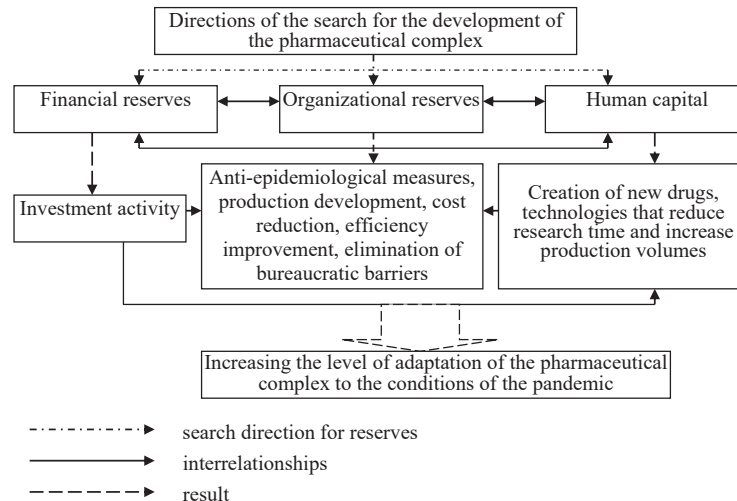 Directions of the search for the development of
the pharmaceutical complex
Financial reserves
Organizational reserves
Human capital
Investment activity
Anti-epidemiological measures,
production development, cost
reduction, efficiency
improvement, elimination of
bureaucratic barriers
Creation of new drugs,
technologies that reduce
research time and increase
production volumes
Increasing the level of adaptation of the pharmaceutical
complex to the conditions of the pandemic
search direction for reserves
interrelationships
result